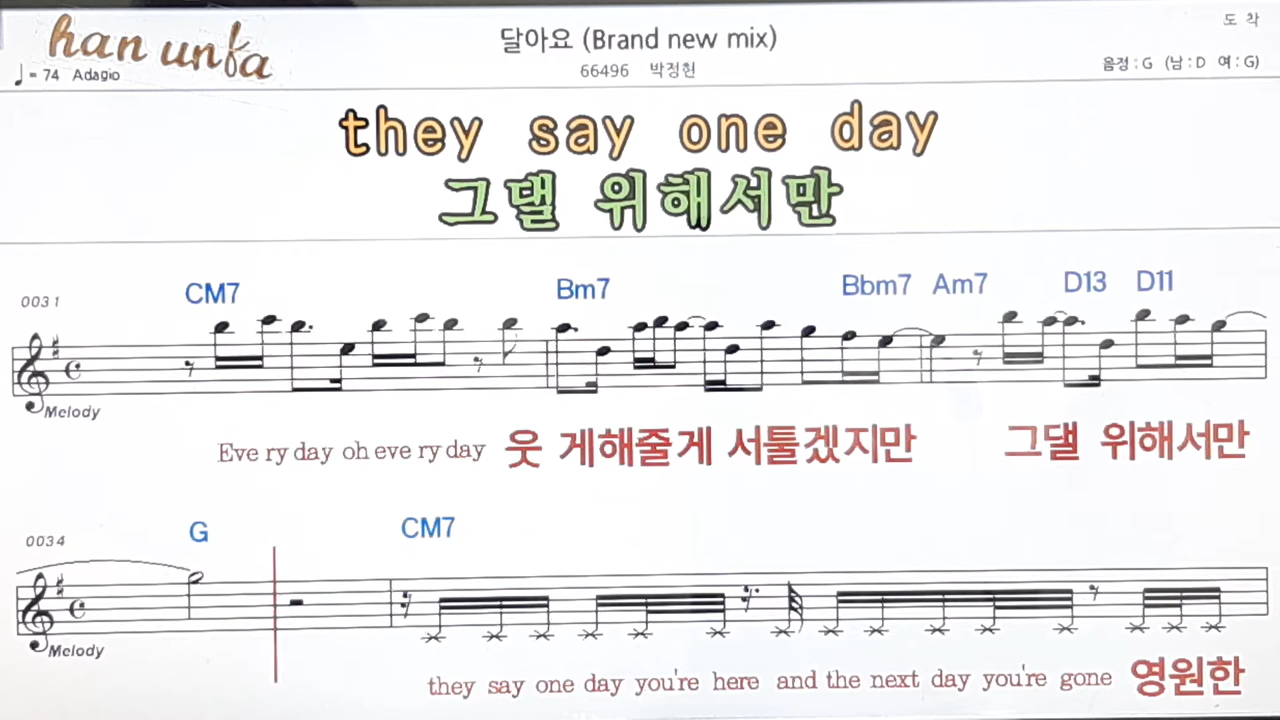 han unfa
도 착
달아요 (Brand new mix)
♩= 74 Adagio
66496 박정현
음정 : G (남 : D 여 : G)
they say one day
그댈 위해서만
0031 CM7 Bm7 Bbm7 Am7 D13 D11
Melody
Eve ry day oh eve ry day 웃 게해줄게 서툴겠지만 그댈 위해서만
0034 G CM7
Melody
they say one day you're here and the next day you're gone 영원한